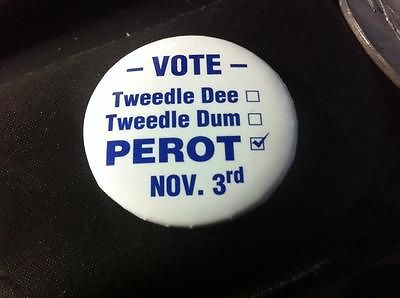 – VOTE –
Tweedle Dee ☐
Tweedle Dum ☐
PEROT ☑
NOV. 3rd